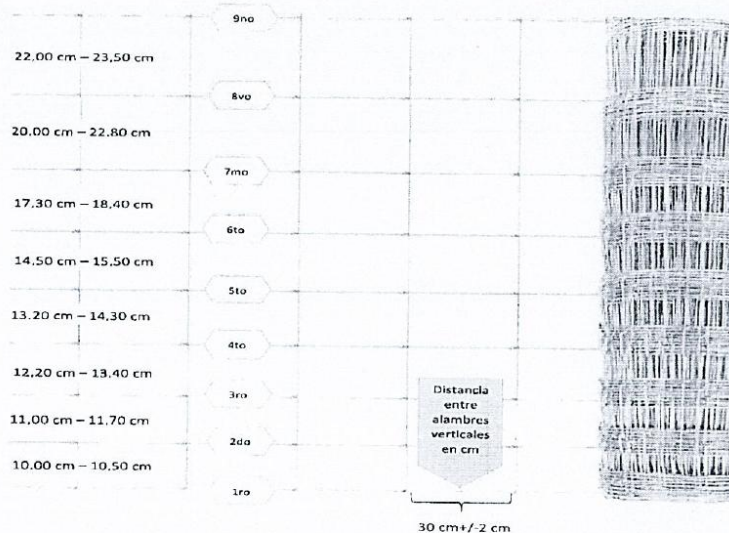 9no
22,00 cm – 23,50 cm
8vo
20.00 cm – 22.80 cm
7mo
17,30 cm – 18,40 cm
6to
14,50 cm – 15,50 cm
5to
13.20 cm – 14,30 cm
4to
12,20 cm – 13.40 cm
3ro
11,00 cm – 11.70 cm
2do
10.00 cm – 10,50 cm
1ro
Distancia
entre
alambres
verticales
en cm
30 cm+/-2 cm